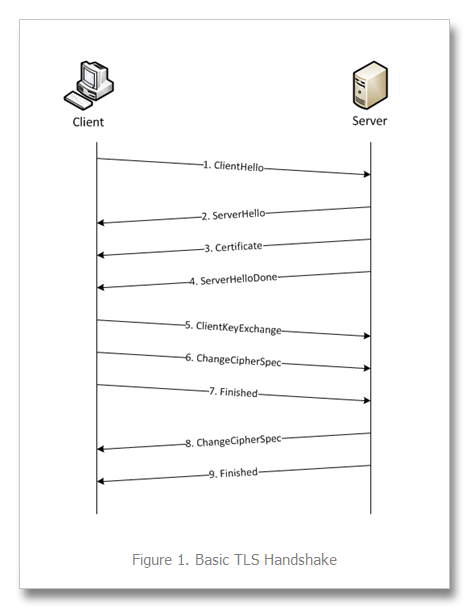 Client
Server
1. ClientHello
2. ServerHello
3. Certificate
4. ServerHelloDone
5. ClientKeyExchange
6. ChangeCipherSpec
7. Finished
8. ChangeCipherSpec
9. Finished
Figure 1. Basic TLS Handshake